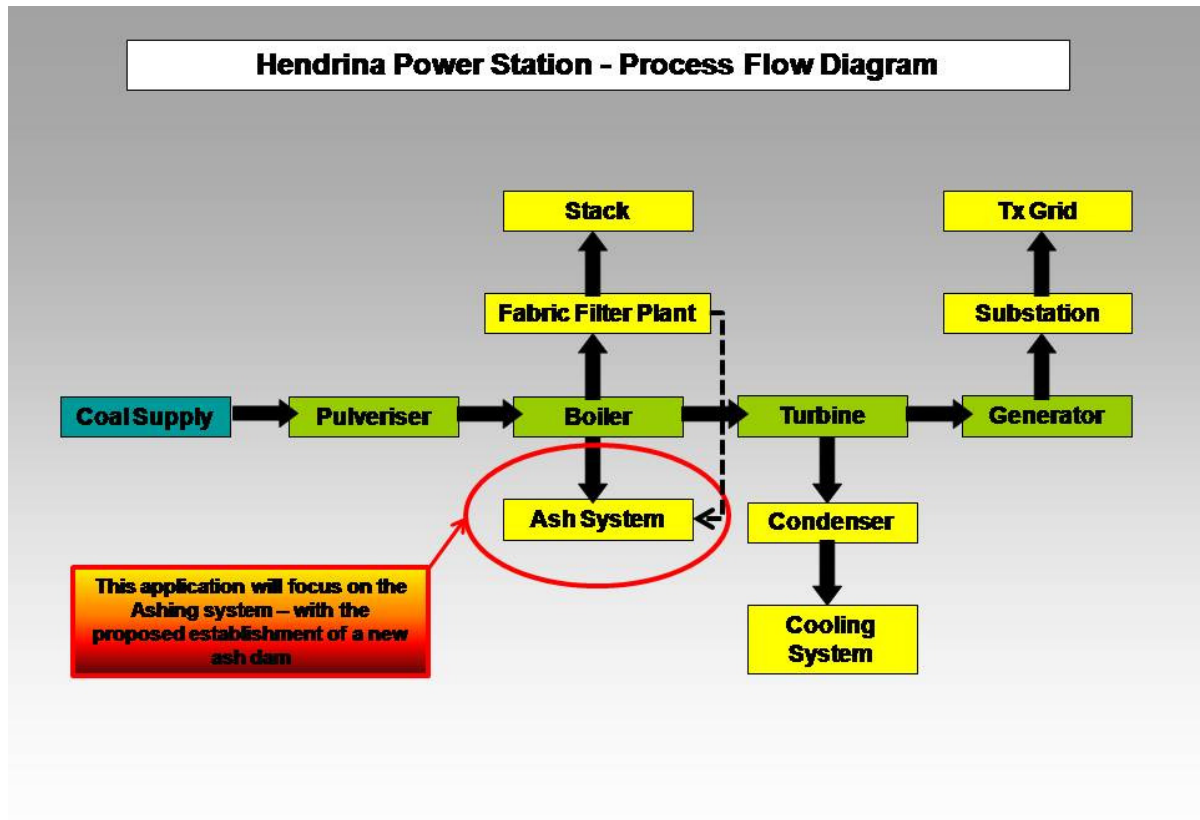 Hendrina Power Station - Process Flow Diagram
Stack
Tx Grid
Fabric Filter Plant
Substation
Coal Supply
Pulveriser
Boiler
Turbine
Generator
Ash System
Condenser
This application will focus on the
Ashing system – with the
proposed establishment of a new
ash dam
Cooling
System